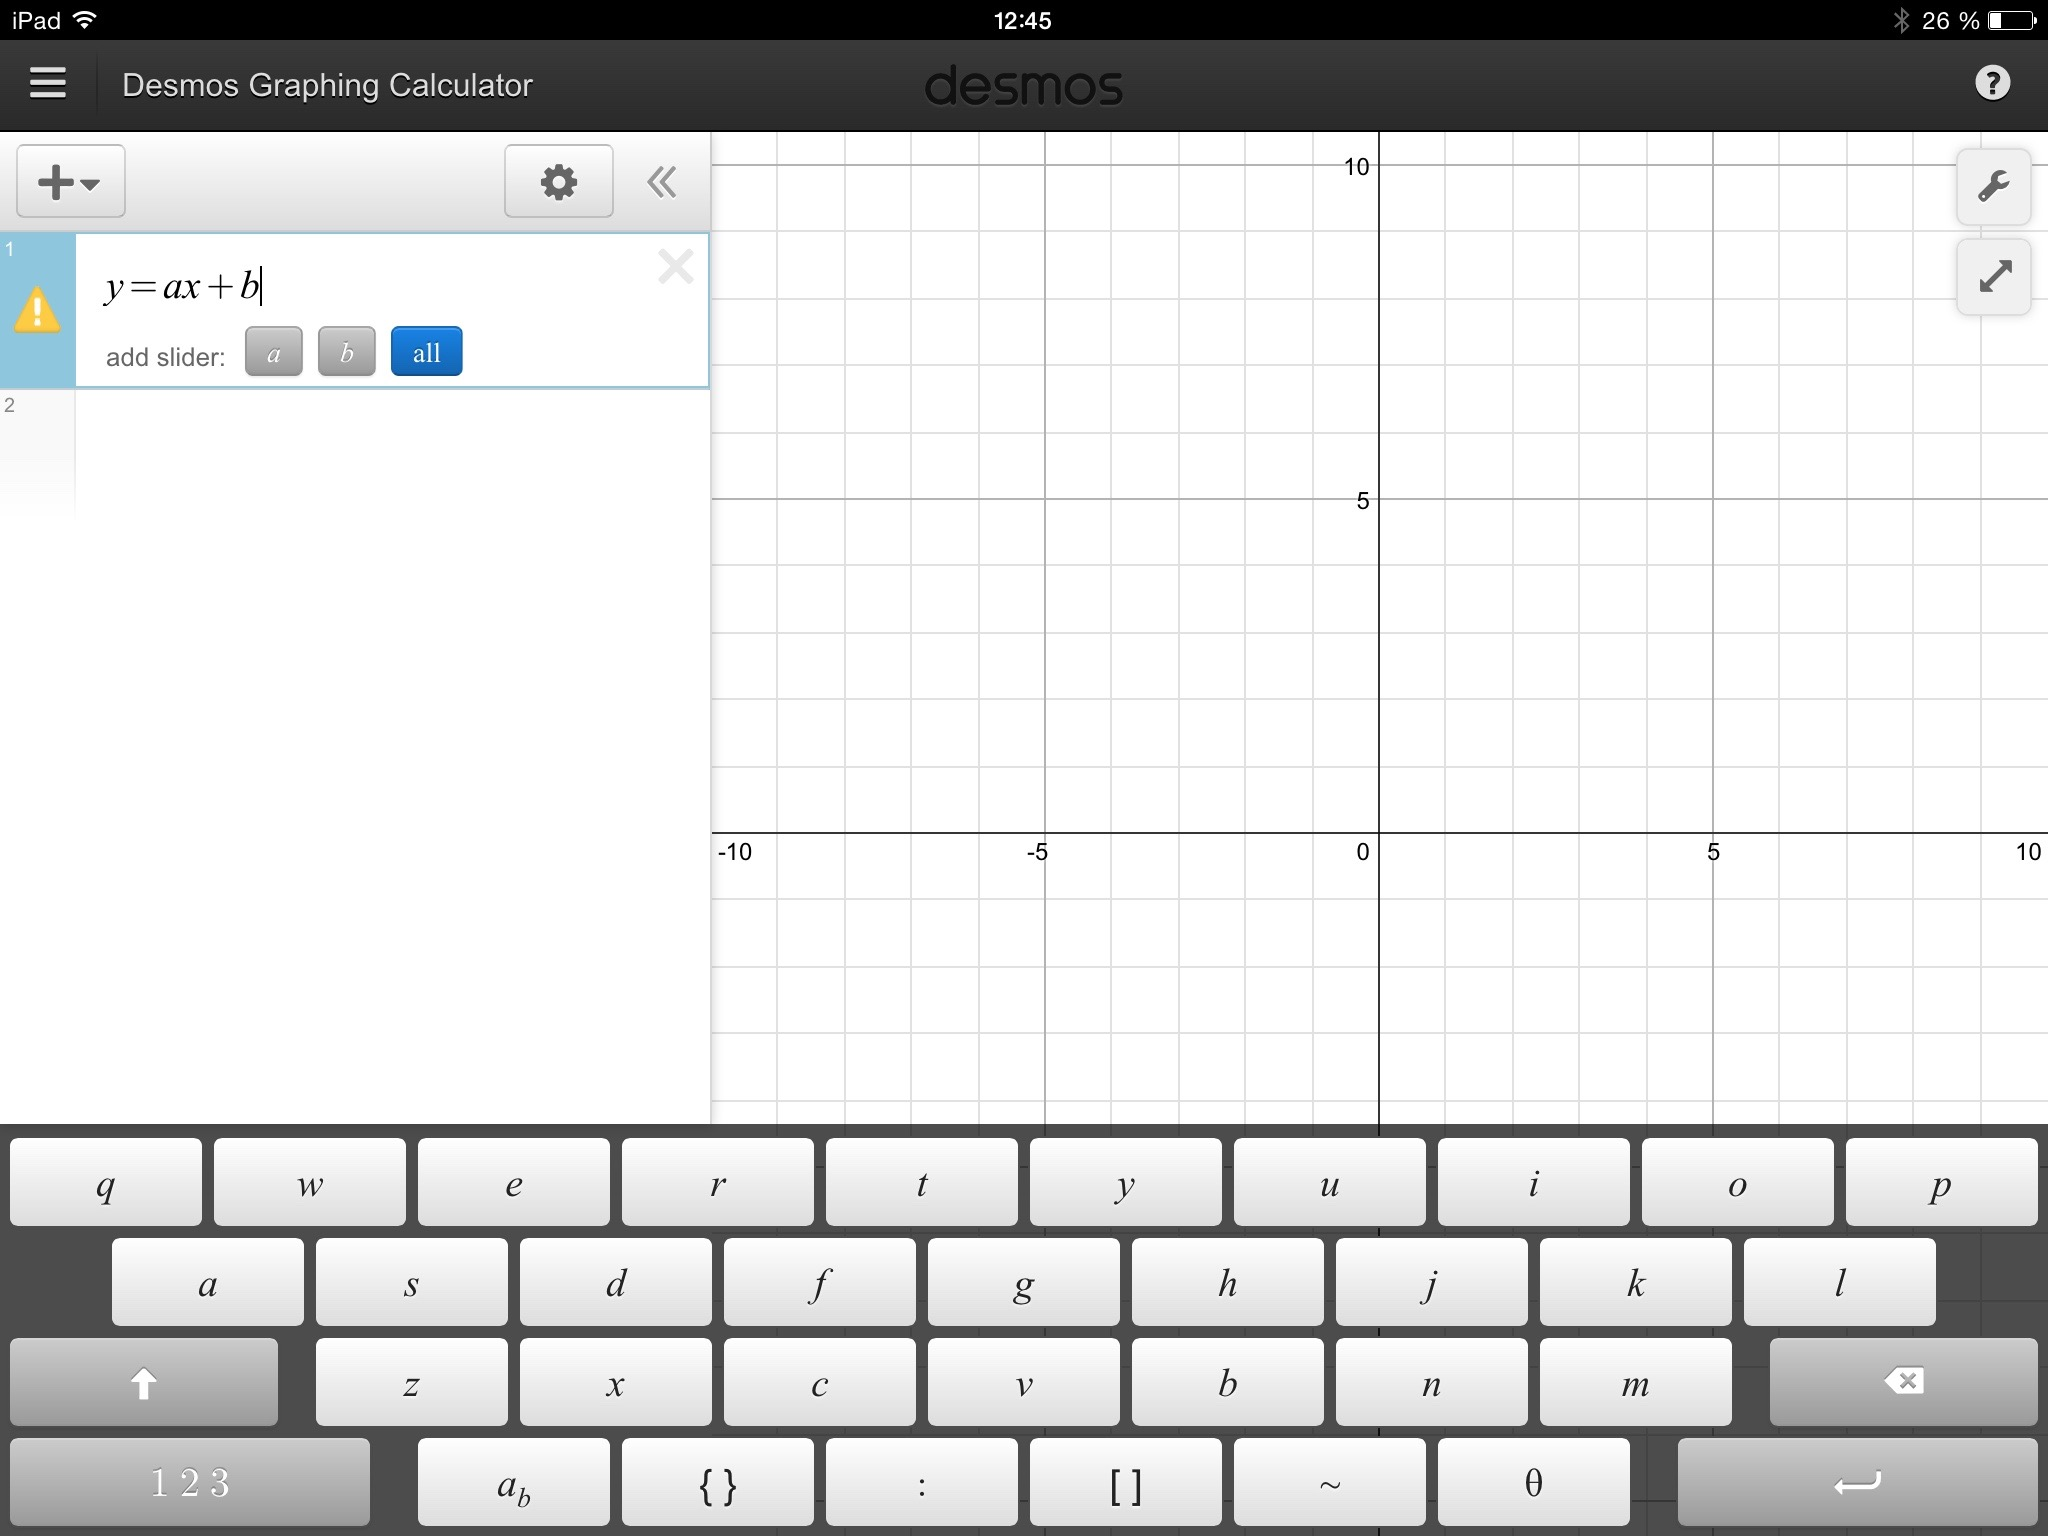 iPad 12:45 26 %
Desmos Graphing Calculator desmos ?
1
y=ax+b
add slider: a b all
2
10
5
-10 -5 0 5 10
q w e r t y u i o p
a s d f g h j k l
z x c v b n m
1 2 3 a_b { } : [ ] ~ θ